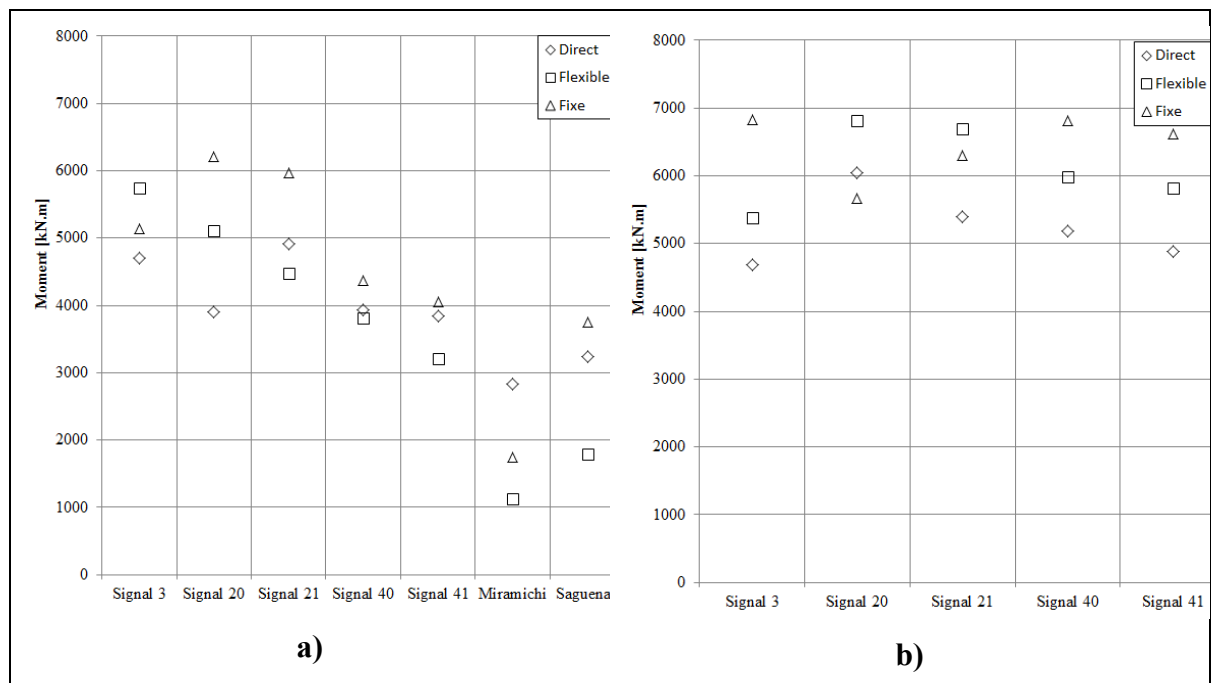 8000
7000
6000
5000
4000
3000
2000
1000
0
Moment [kN.m]
Direct
Flexible
Fixe
Signal 3 Signal 20 Signal 21 Signal 40 Signal 41 Miramichi Saguena
a)
8000
7000
6000
5000
4000
3000
2000
1000
0
Moment [kN.m]
Direct
Flexible
Fixe
Signal 3 Signal 20 Signal 21 Signal 40 Signal 41
b)